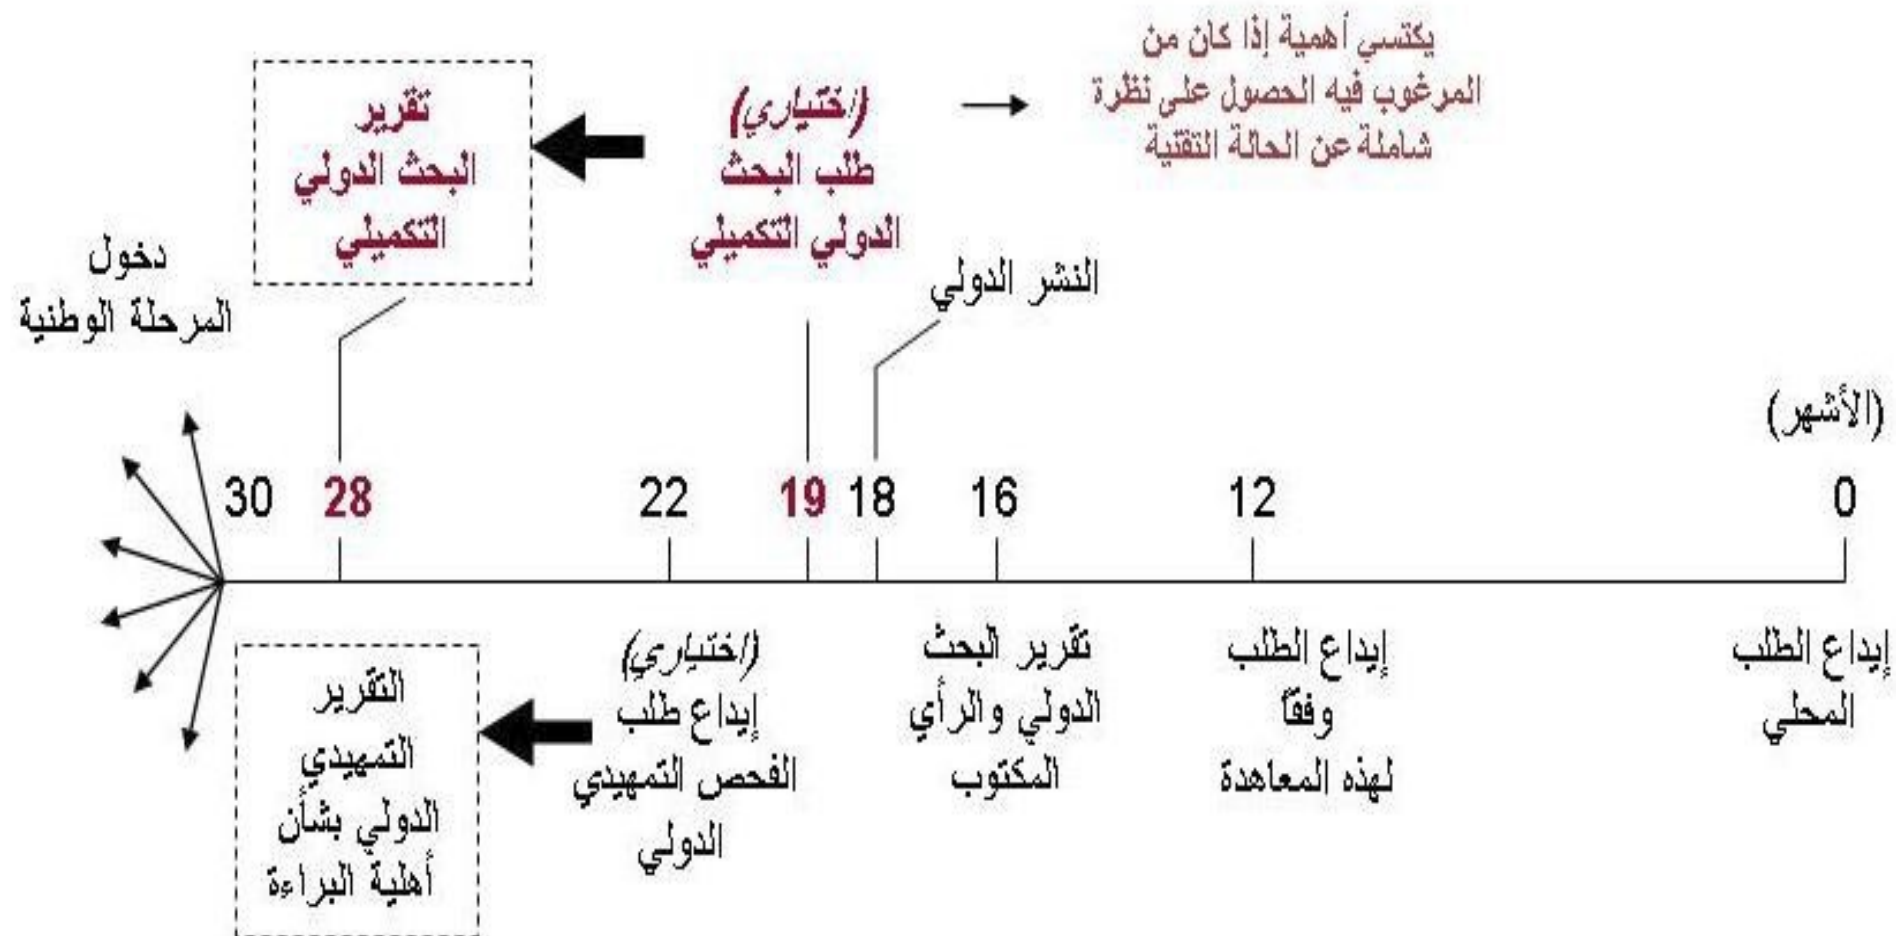 يكتسي أهمية إذا كان من
المرغوب فيه الحصول على نظرة
شاملة عن الحالة التقنية
(اختياري)
طلب البحث
الدولي التكميلي
تقرير
البحث الدولي
التكميلي
النشر الدولي
دخول
المرحلة الوطنية
(الأشهر)
0
12
16
18
19
22
28
30
إيداع الطلب
المحلي
إيداع الطلب
وفقًا
لهذه المعاهدة
تقرير البحث
الدولي والرأي
المكتوب
(اختياري)
إيداع طلب
الفحص التمهيدي
الدولي
التقرير
التمهيدي
الدولي بشأن
أهلية البراءة